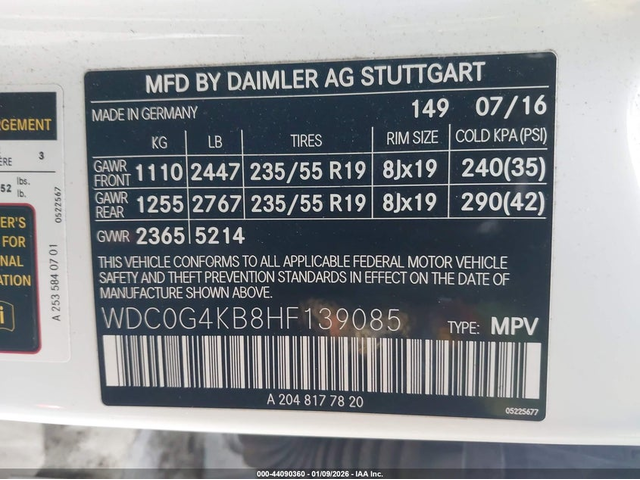 MFD BY DAIMLER AG STUTTGART
MADE IN GERMANY 149 07/16
KG LB TIRES RIM SIZE COLD KPA (PSI)
GAWR FRONT 1110 2447 235/55 R19 8Jx19 240(35)
GAWR REAR 1255 2767 235/55 R19 8Jx19 290(42)
GVWR 2365 5214
THIS VEHICLE CONFORMS TO ALL APPLICABLE FEDERAL MOTOR VEHICLE
SAFETY AND THEFT PREVENTION STANDARDS IN EFFECT ON THE DATE OF
MANUFACTURE SHOWN ABOVE.
WDC0G4KB8HF139085 TYPE: MPV
A 204 817 78 20
05225677
3
lbs.
lb.
0522567
FOR
A 253 584 07 01
000-44090360 - 01/09/2026 - IAA Inc.